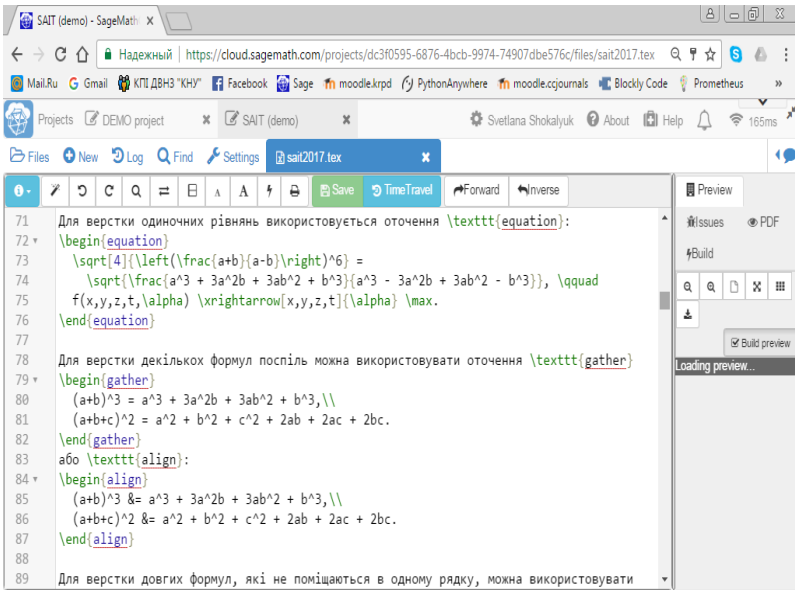 SAIT (demo) - SageMath
Надежный https://cloud.sagemath.com/projects/dc3f0595-6876-4bcb-9974-74907dbe576c/files/sait2017.tex
Mail.Ru Gmail КПІ ДВНЗ "КНУ" Facebook Sage moodle.krpd PythonAnywhere moodle.ccjournals Blockly Code Prometheus »
Projects DEMO project SAIT (demo) Svetlana Shokalyuk About Help 165ms
Files New Log Find Settings sait2017.tex
Save TimeTravel Forward Inverse Preview
Issues PDF
Build
Build preview
Loading preview...
71 Для верстки одиночних рівнянь використовується оточення \texttt{equation}:
72 \begin{equation}
73 \sqrt[4]{\left(\frac{a+b}{a-b}\right)^6} =
74 \sqrt{\frac{a^3 + 3a^2b + 3ab^2 + b^3}{a^3 - 3a^2b + 3ab^2 - b^3}}, \qquad
75 f(x,y,z,t,\alpha) \xrightarrow[x,y,z,t]{\alpha} \max.
76 \end{equation}
77
78 Для верстки декількох формул поспіль можна використовувати оточення \texttt{gather}
79 \begin{gather}
80 (a+b)^3 = a^3 + 3a^2b + 3ab^2 + b^3,\\
81 (a+b+c)^2 = a^2 + b^2 + c^2 + 2ab + 2ac + 2bc.
82 \end{gather}
83 або \texttt{align}:
84 \begin{align}
85 (a+b)^3 &= a^3 + 3a^2b + 3ab^2 + b^3,\\
86 (a+b+c)^2 &= a^2 + b^2 + c^2 + 2ab + 2ac + 2bc.
87 \end{align}
88
89 Для верстки довгих формул, які не поміщаються в одному рядку, можна використовувати